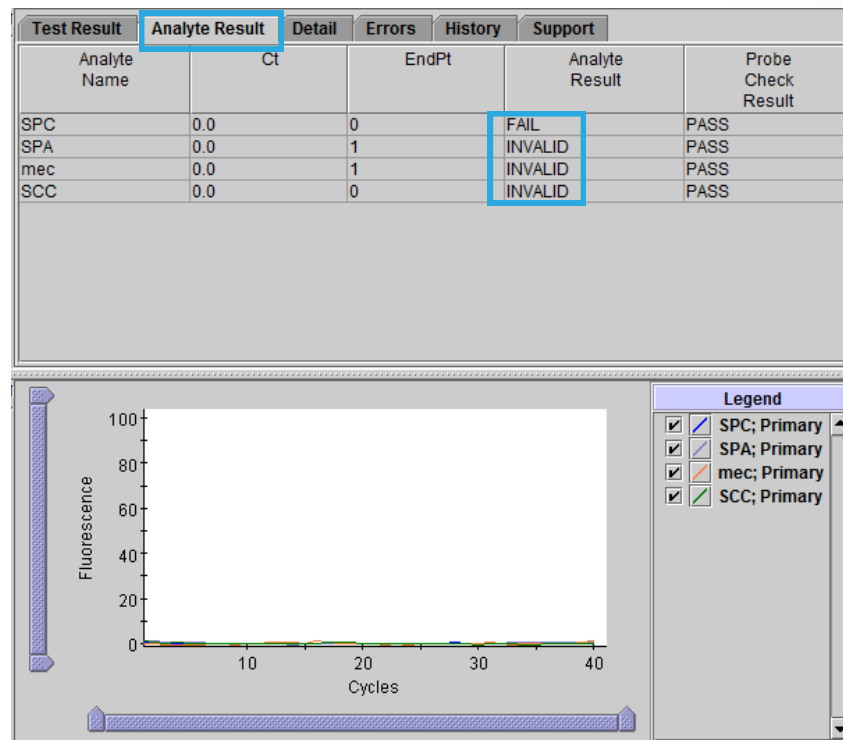 Test Result Analyte Result Detail Errors History Support
Analyte Name Ct EndPt Analyte Result Probe Check Result
SPC 0.0 0 FAIL PASS
SPA 0.0 1 INVALID PASS
mec 0.0 1 INVALID PASS
SCC 0.0 0 INVALID PASS
Legend
SPC; Primary
SPA; Primary
mec; Primary
SCC; Primary
Fluorescence
100
80
60
40
20
0
10 20 30 40
Cycles